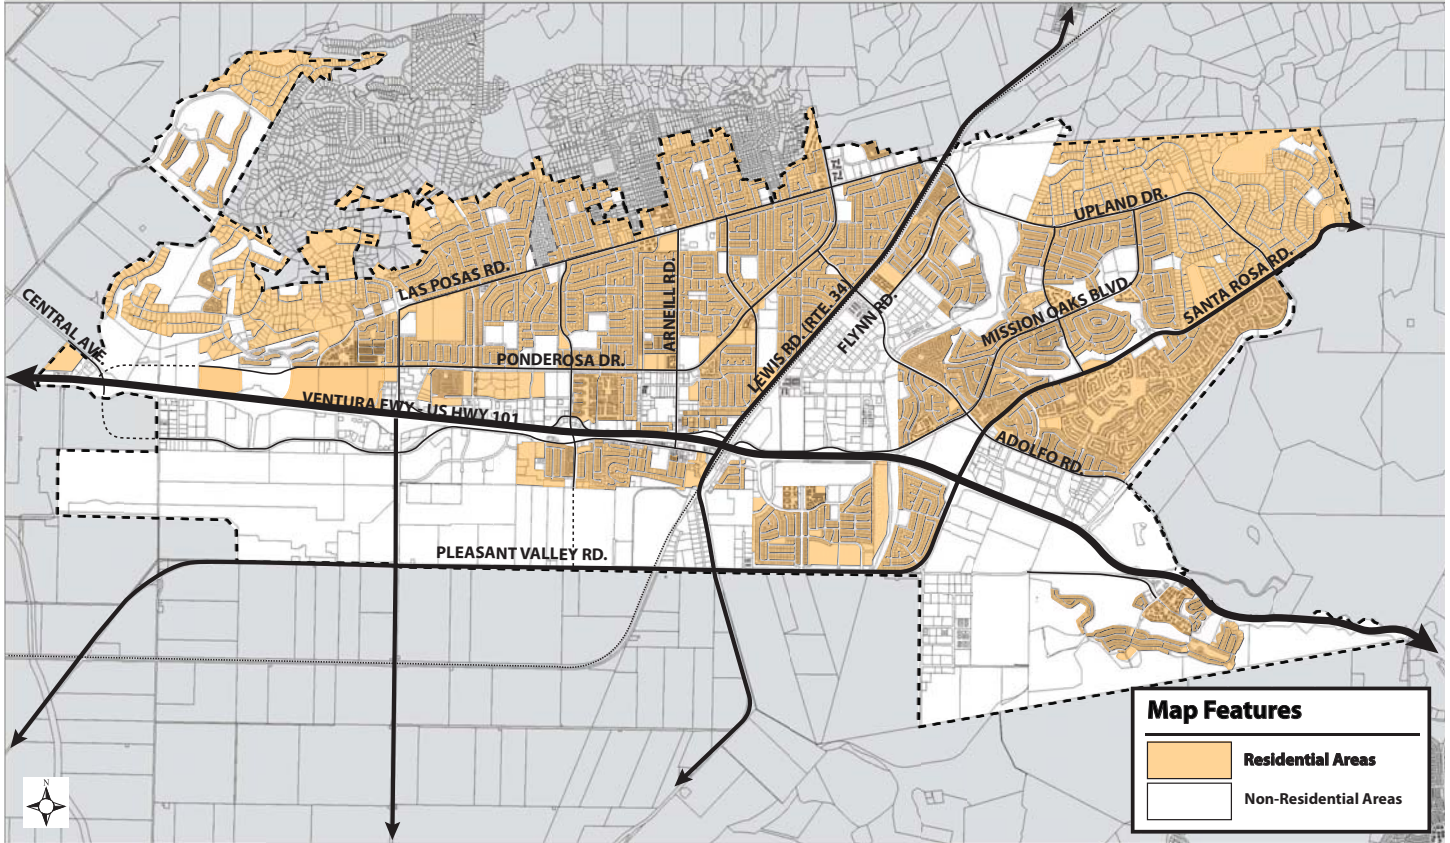 UPLAND DR.
LAS POSAS RD.
ARNEILL RD.
SANTA ROSA RD.
CENTRAL AVE.
LEWIS RD. (RTE. 34)
FLYNN RD.
MISSION OAKS BLVD
PONDEROSA DR.
VENTURA FWY - US HWY 101
ADOLFO RD.
PLEASANT VALLEY RD.
Map Features
Residential Areas
Non-Residential Areas
N